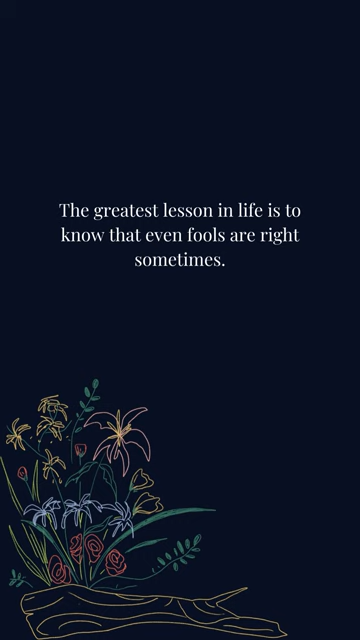 The greatest lesson in life is to
know that even fools are right
sometimes.